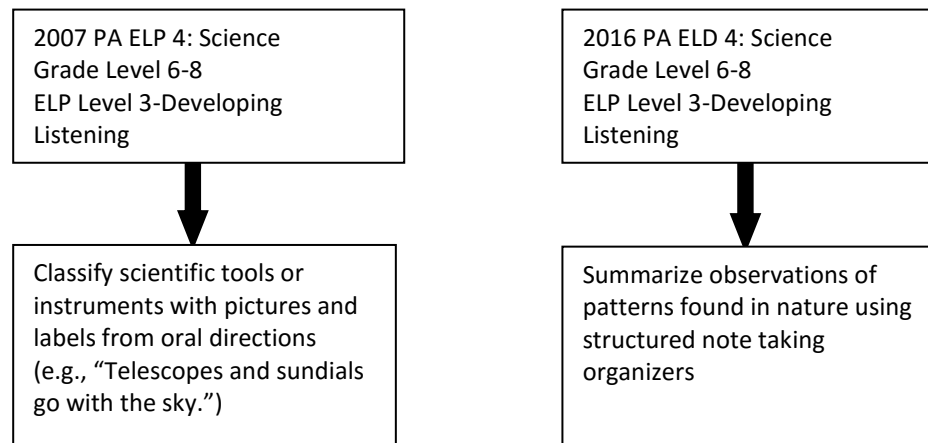 2007 PA ELP 4: Science
Grade Level 6-8
ELP Level 3-Developing
Listening
Classify scientific tools or
instruments with pictures and
labels from oral directions
(e.g., “Telescopes and sundials
go with the sky.”)
2016 PA ELD 4: Science
Grade Level 6-8
ELP Level 3-Developing
Listening
Summarize observations of
patterns found in nature using
structured note taking
organizers